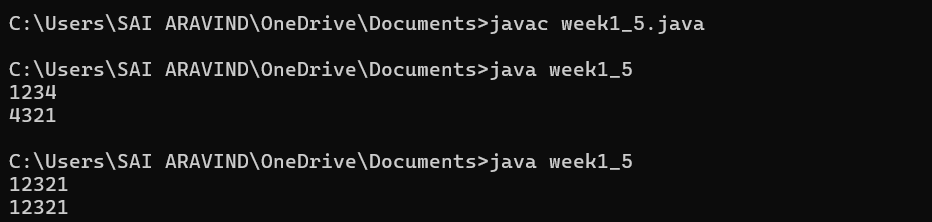 C:\Users\SAI ARAVIND\OneDrive\Documents>javac week1_5.java
C:\Users\SAI ARAVIND\OneDrive\Documents>java week1_5
1234
4321
C:\Users\SAI ARAVIND\OneDrive\Documents>java week1_5
12321
12321